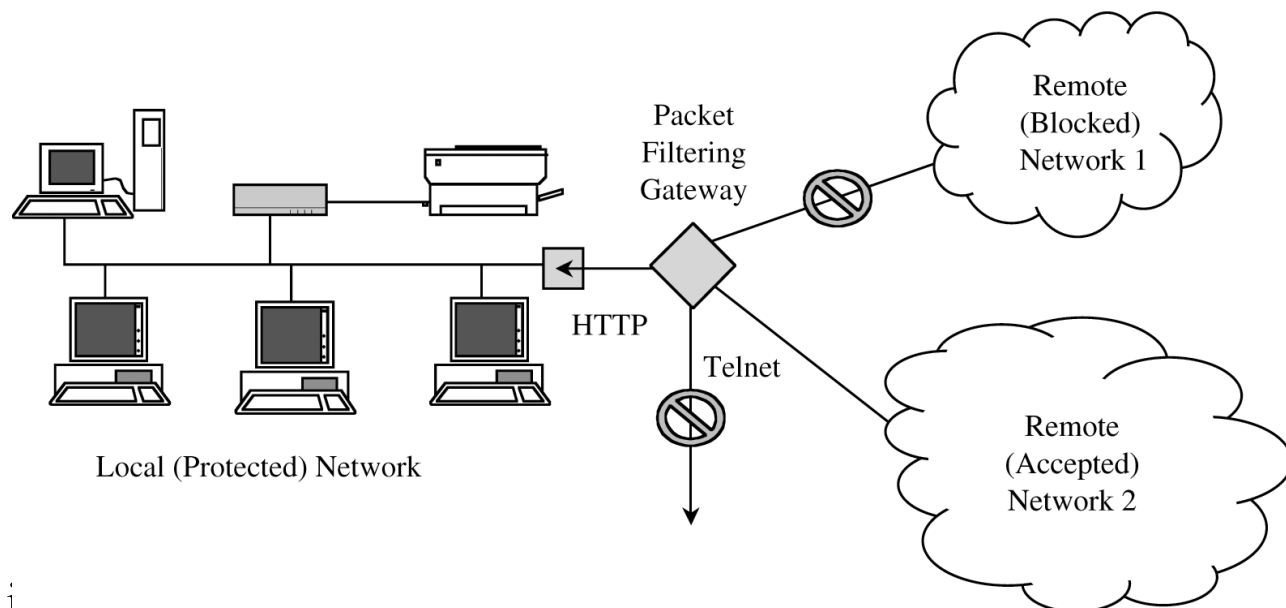 Packet
Filtering
Gateway
Remote
(Blocked)
Network 1
HTTP
Telnet
Local (Protected) Network
Remote
(Accepted)
Network 2